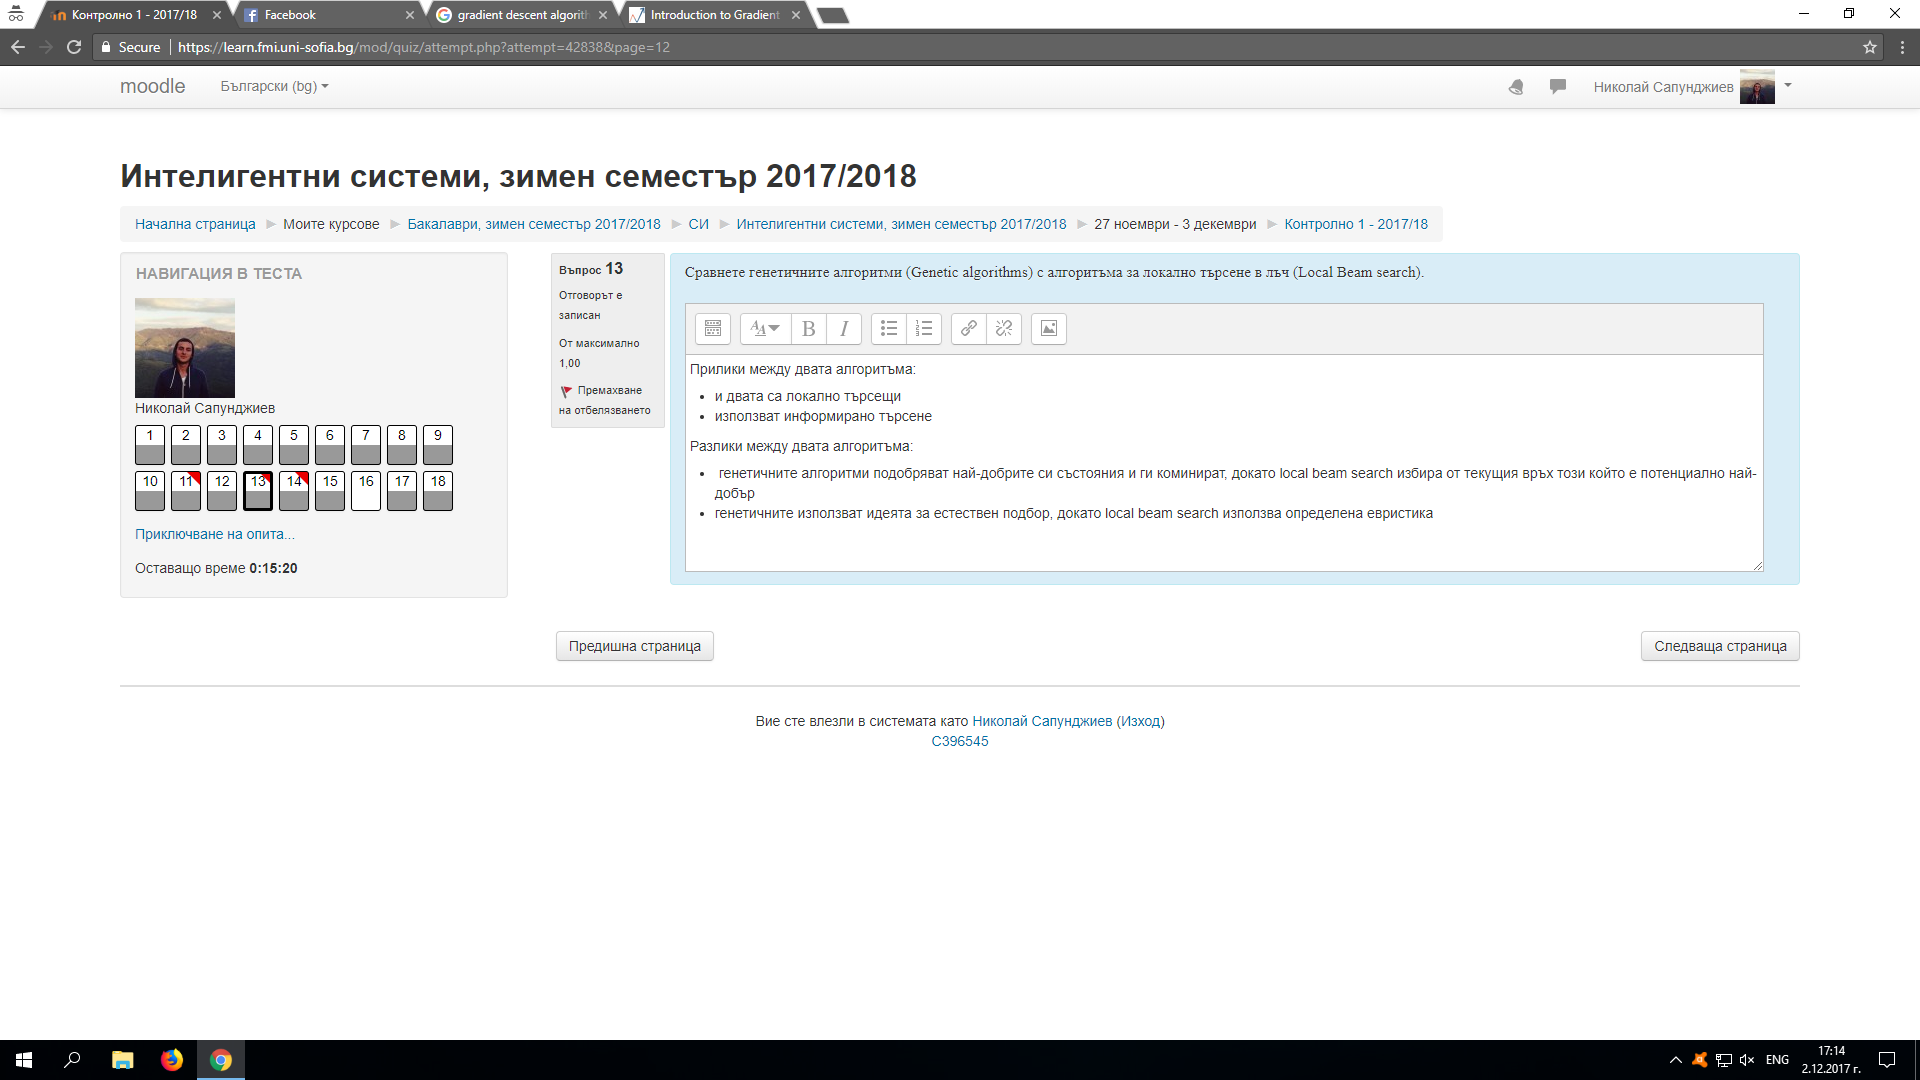 Контролно 1 - 2017/18
Facebook
gradient descent algorith
Introduction to Gradient
Secure
https://learn.fmi.uni-sofia.bg/mod/quiz/attempt.php?attempt=42838&page=12
moodle
Български (bg)
Николай Сапунджиев
Интелигентни системи, зимен семестър 2017/2018
Начална страница ► Моите курсове ► Бакалаври, зимен семестър 2017/2018 ► СИ ► Интелигентни системи, зимен семестър 2017/2018 ► 27 ноември - 3 декември ► Контролно 1 - 2017/18
НАВИГАЦИЯ В ТЕСТА
Николай Сапунджиев
1 2 3 4 5 6 7 8 9
10 11 12 13 14 15 16 17 18
Приключване на опита...
Оставащо време 0:15:20
Въпрос 13
Отговорът е
записан
От максимално
1,00
Премахване
на отбелязването
Сравнете генетичните алгоритми (Genetic algorithms) с алгоритъма за локално търсене в лъч (Local Beam search).
Прилики между двата алгоритъма:
• и двата са локално търсещи
• използват информирано търсене
Разлики между двата алгоритъма:
• генетичните алгоритми подобряват най-добрите си състояния и ги коминират, докато local beam search избира от текущия връх този който е потенциално най-
добър
• генетичните използват идеята за естествен подбор, докато local beam search използва определена евристика
Предишна страница
Следваща страница
Вие сте влезли в системата като Николай Сапунджиев (Изход)
C396545
ENG
17:14
2.12.2017 г.